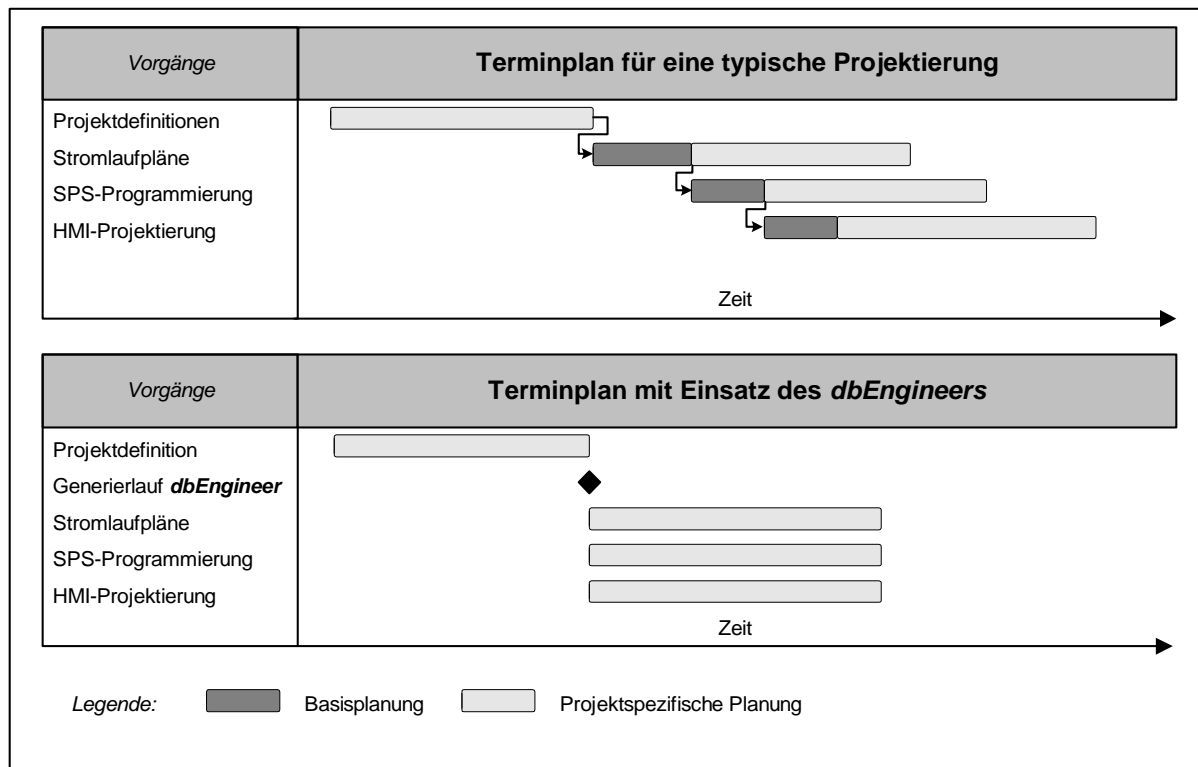 Vorgänge
Terminplan für eine typische Projektierung
Projektdefinitionen
Stromlaufpläne
SPS-Programmierung
HMI-Projektierung
Zeit
Vorgänge
Terminplan mit Einsatz des dbEngineers
Projektdefinition
Generierlauf dbEngineer
Stromlaufpläne
SPS-Programmierung
HMI-Projektierung
Zeit
Legende: Basisplanung Projektspezifische Planung